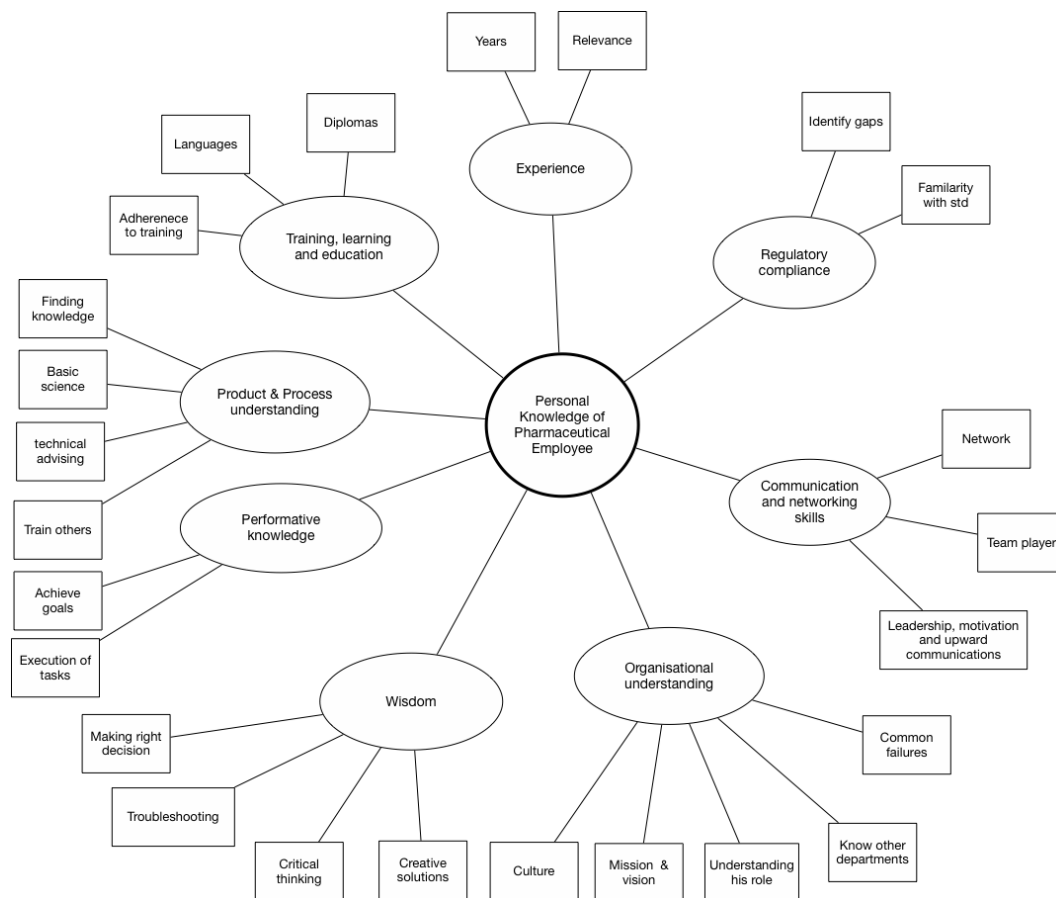 Years
Relevance
Experience
Diplomas
Languages
Adherenece
to training
Training, learning
and education
Identify gaps
Familarity
with std
Regulatory
compliance
Finding
knowledge
Basic
science
technical
advising
Train others
Product & Process
understanding
Personal
Knowledge of
Pharmaceutical
Employee
Network
Team player
Leadership, motivation
and upward
communications
Communication
and networking
skills
Performative
knowledge
Achieve
goals
Execution of
tasks
Wisdom
Making right
decision
Troubleshooting
Critical
thinking
Creative
solutions
Organisational
understanding
Culture
Mission &
vision
Understanding
his role
Know other
departments
Common
failures